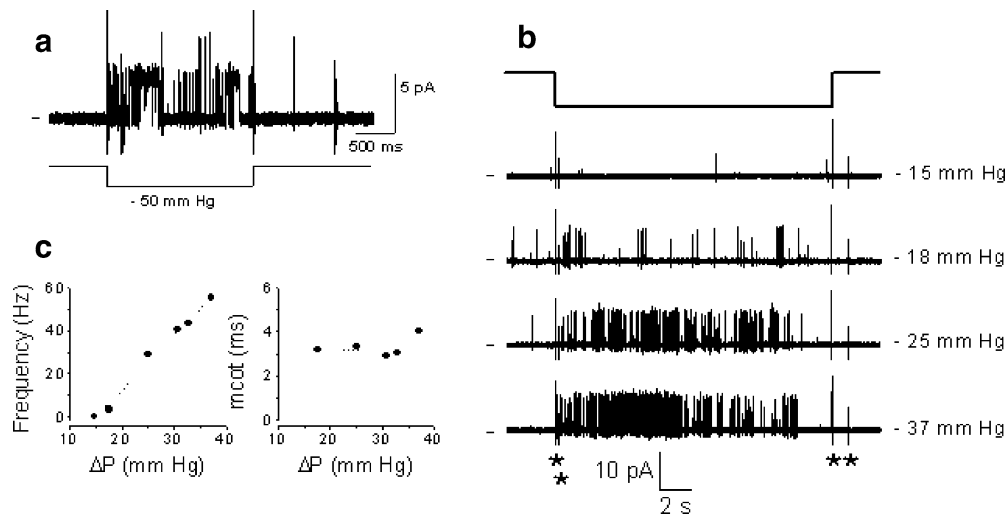 a
5 pA
500 ms
- 50 mm Hg
b
- 15 mm Hg
- 18 mm Hg
- 25 mm Hg
- 37 mm Hg
* * *
*
10 pA
2 s
c
Frequency (Hz)
60
40
20
0
10 20 30 40
ΔP (mm Hg)
mcot (ms)
6
4
2
0
10 20 30 40
ΔP (mm Hg)